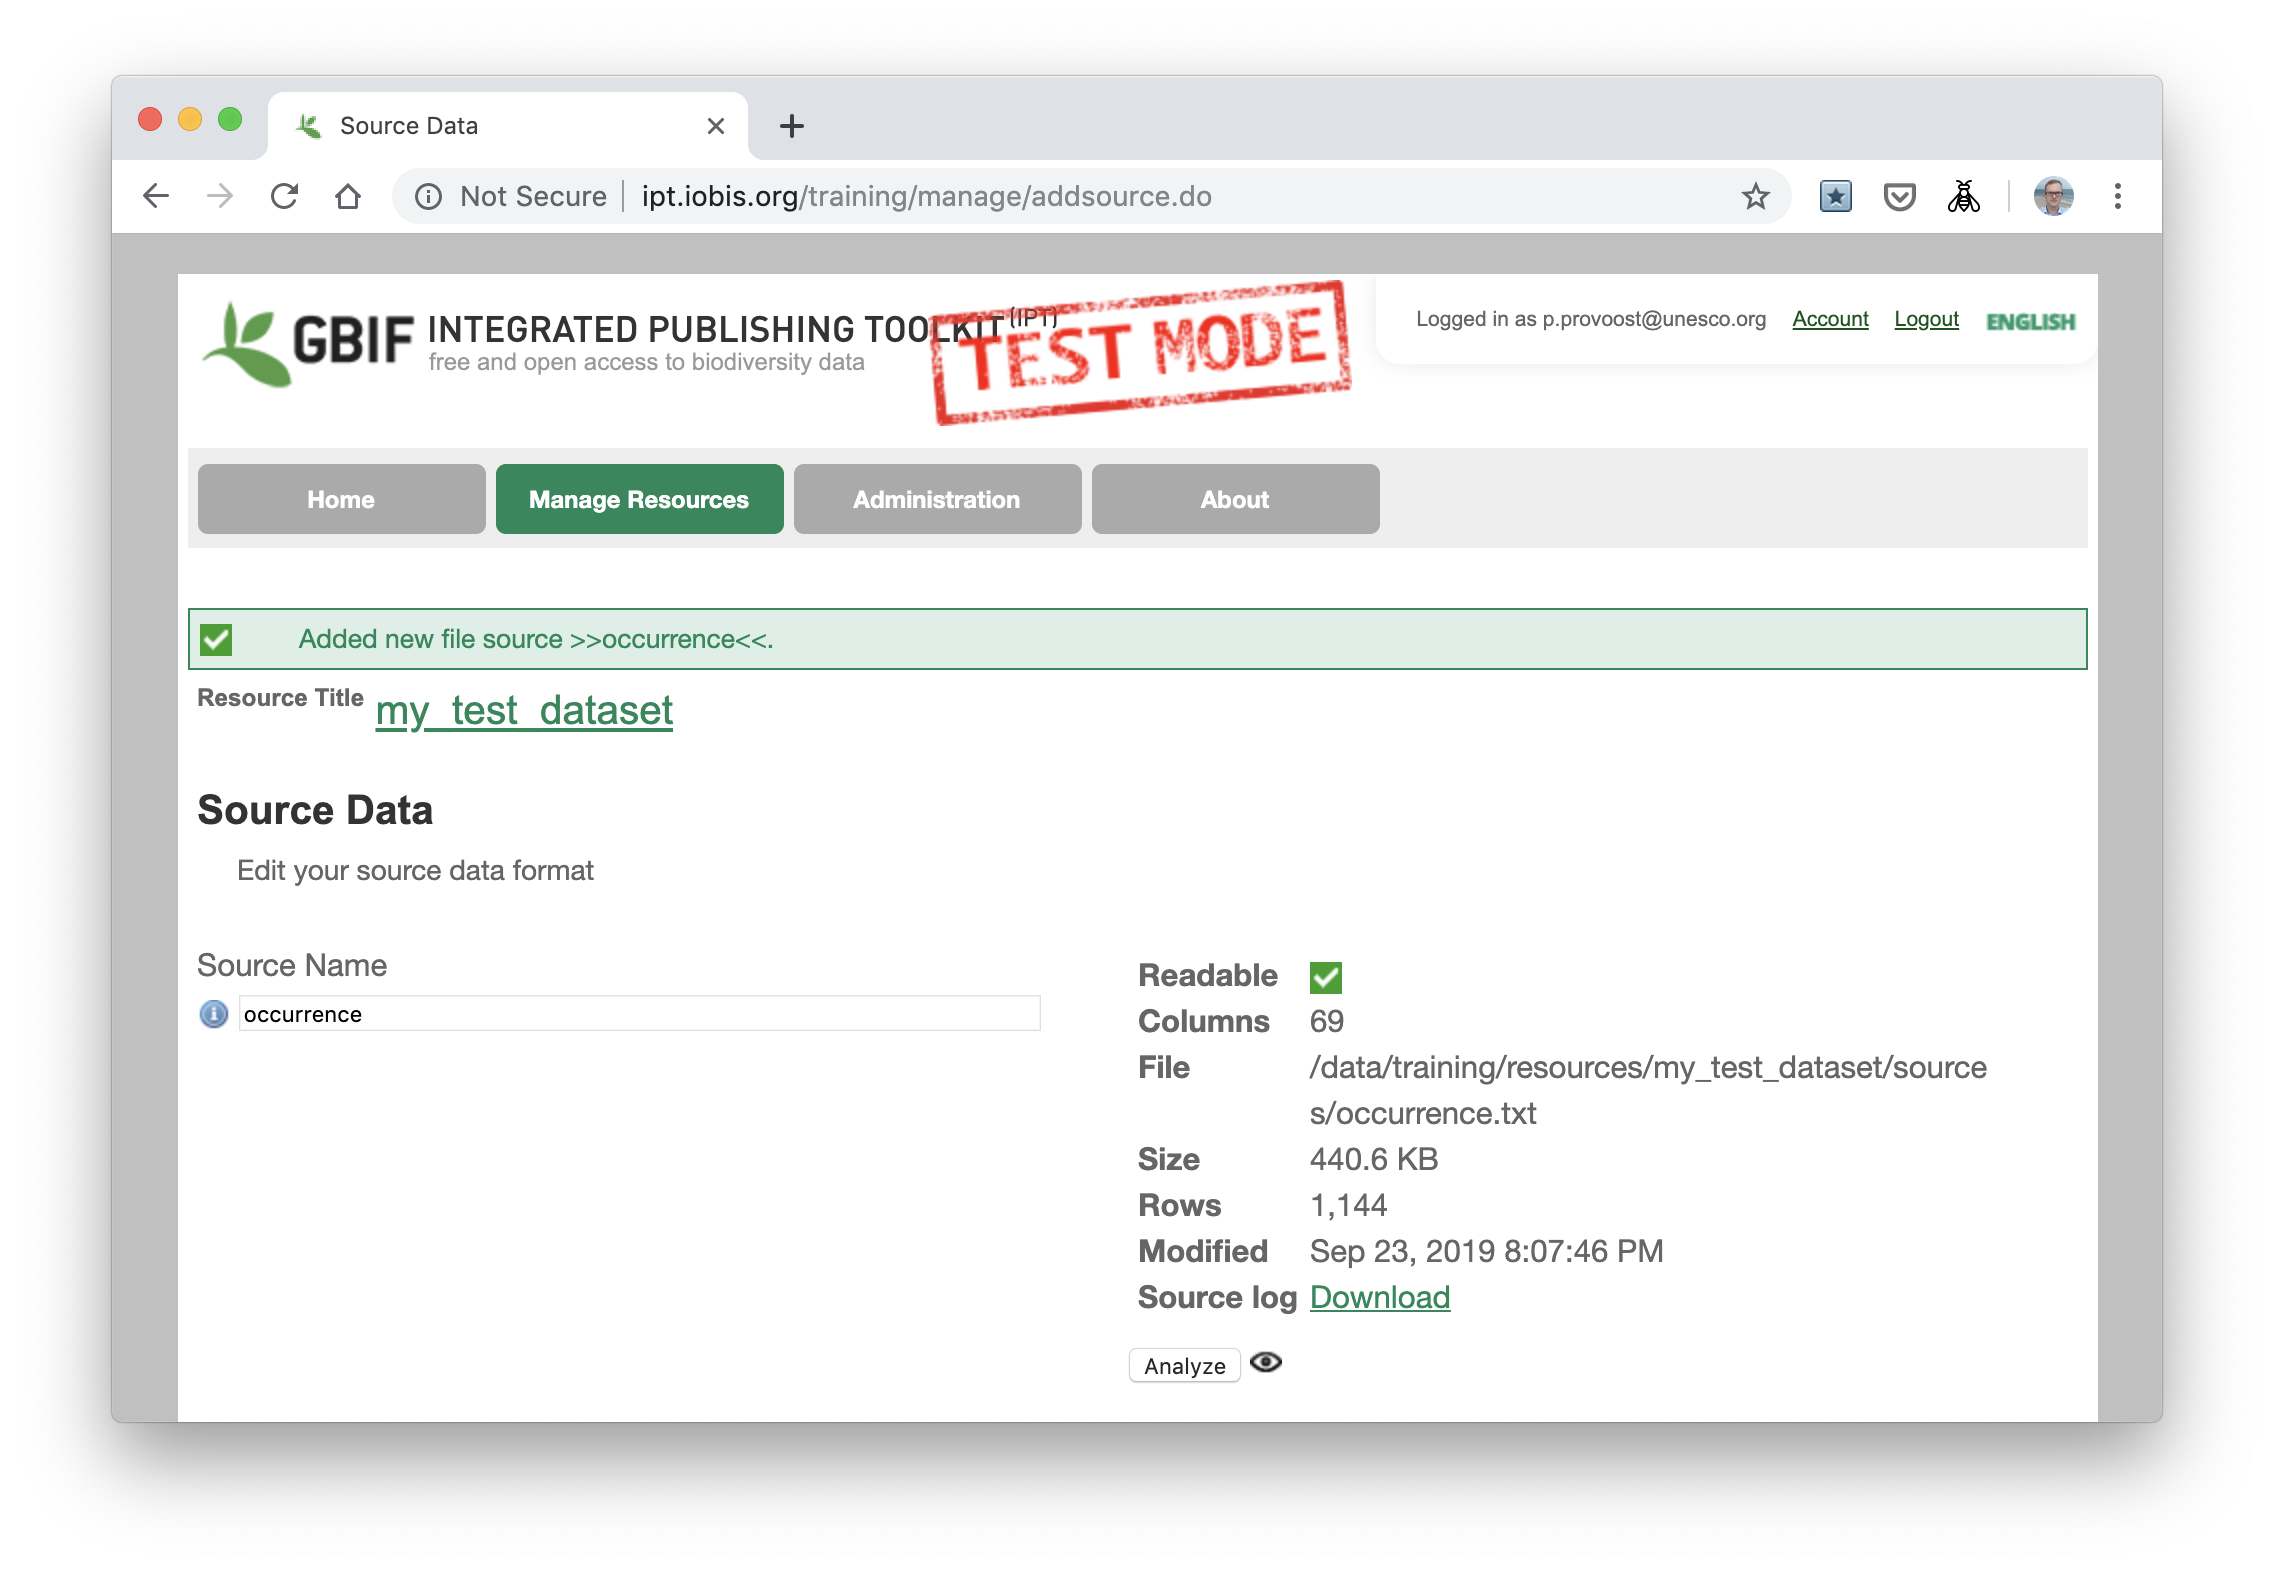 Source Data
Not Secure ipt.iobis.org/training/manage/addsource.do
GBIF INTEGRATED PUBLISHING TOOLKIT (IPT)
free and open access to biodiversity data
TEST MODE
Logged in as p.provoost@unesco.org Account Logout ENGLISH
Home Manage Resources Administration About
Added new file source >>occurrence<<.
Resource Title my_test_dataset
Source Data
Edit your source data format
Source Name
occurrence
Readable
Columns 69
File /data/training/resources/my_test_dataset/source
s/occurrence.txt
Size 440.6 KB
Rows 1,144
Modified Sep 23, 2019 8:07:46 PM
Source log Download
Analyze